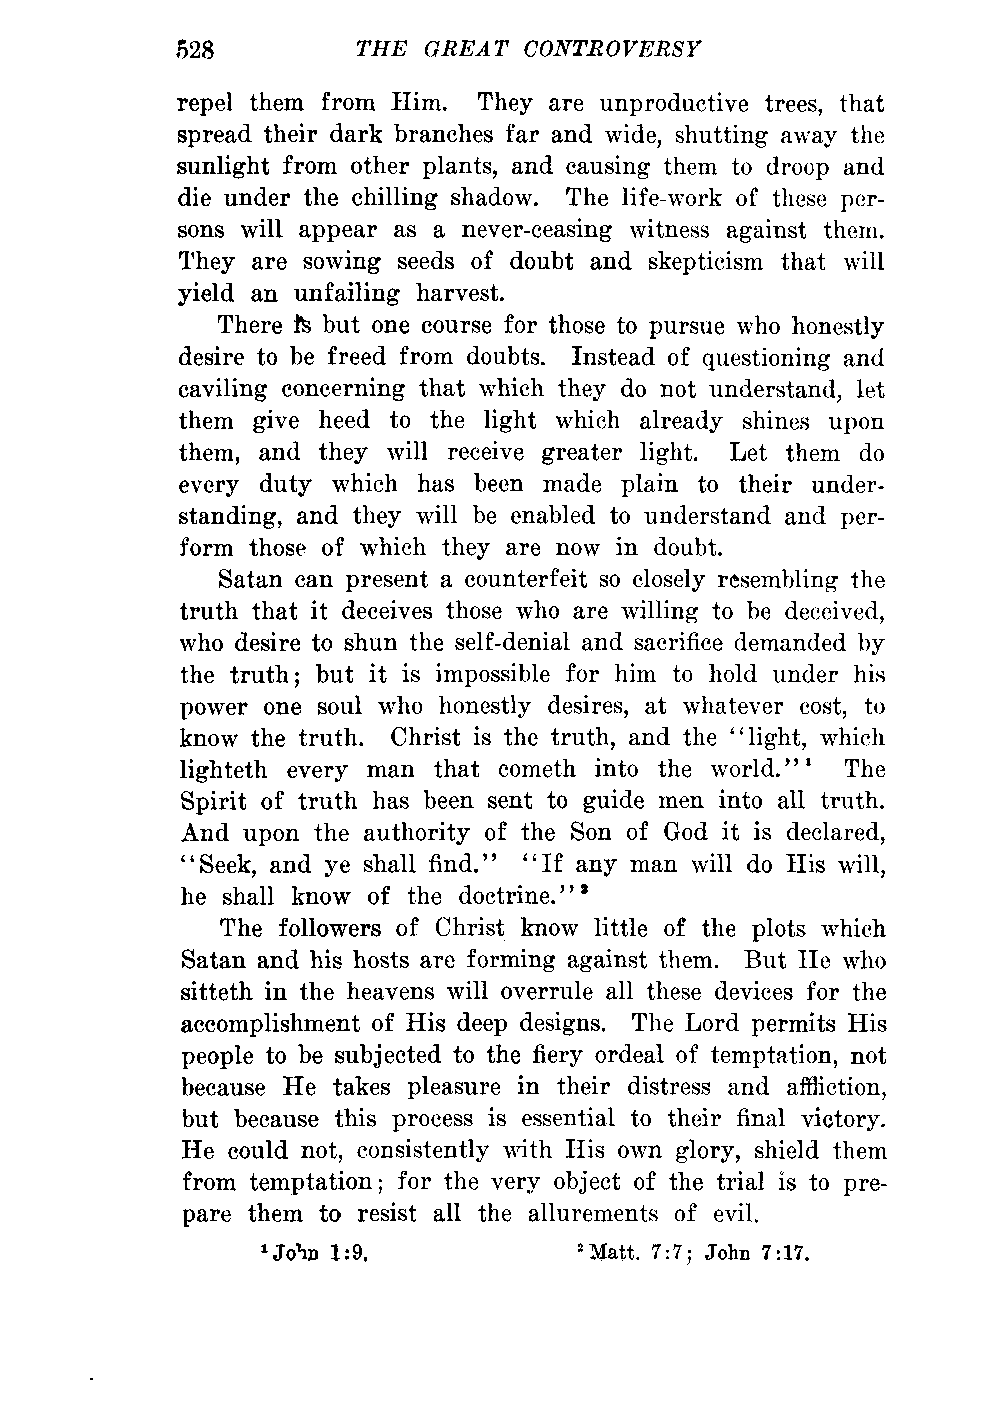 528 THE GREAT CONTROVERSY
repel them from Him. They are unproductive trees, that
spread their dark branches far and wide, shutting away the
sunlight from other plants, and causing them to droop and
die under the chilling shadow. The life-work of these per-
sons will appear as a never-ceasing witness against them.
They are sowing seeds of doubt and skepticism that will
yield an unfailing harvest.
There is but one course for those to pursue who honestly
desire to be freed from doubts. Instead of questioning and
caviling concerning that which they do not understand, let
them give heed to the light which already shines upon
them, and they will receive greater light. Let them do
every duty which has been made plain to their under-
standing, and they will be enabled to understand and per-
form those of which they are now in doubt.
Satan can present a counterfeit so closely resembling the
truth that it deceives those who are willing to be deceived,
who desire to shun the self-denial and sacrifice demanded by
the truth; but it is impossible for him to hold under his
power one soul who honestly desires, at whatever cost, to
know the truth. Christ is the truth, and the "light, which
lighteth every man that cometh into the world."¹ The
Spirit of truth has been sent to guide men into all truth.
And upon the authority of the Son of God it is declared,
"Seek, and ye shall find." "If any man will do His will,
he shall know of the doctrine."²
The followers of Christ know little of the plots which
Satan and his hosts are forming against them. But He who
sitteth in the heavens will overrule all these devices for the
accomplishment of His deep designs. The Lord permits His
people to be subjected to the fiery ordeal of temptation, not
because He takes pleasure in their distress and affliction,
but because this process is essential to their final victory.
He could not, consistently with His own glory, shield them
from temptation; for the very object of the trial is to pre-
pare them to resist all the allurements of evil.
¹John 1:9. ²Matt. 7:7; John 7:17.